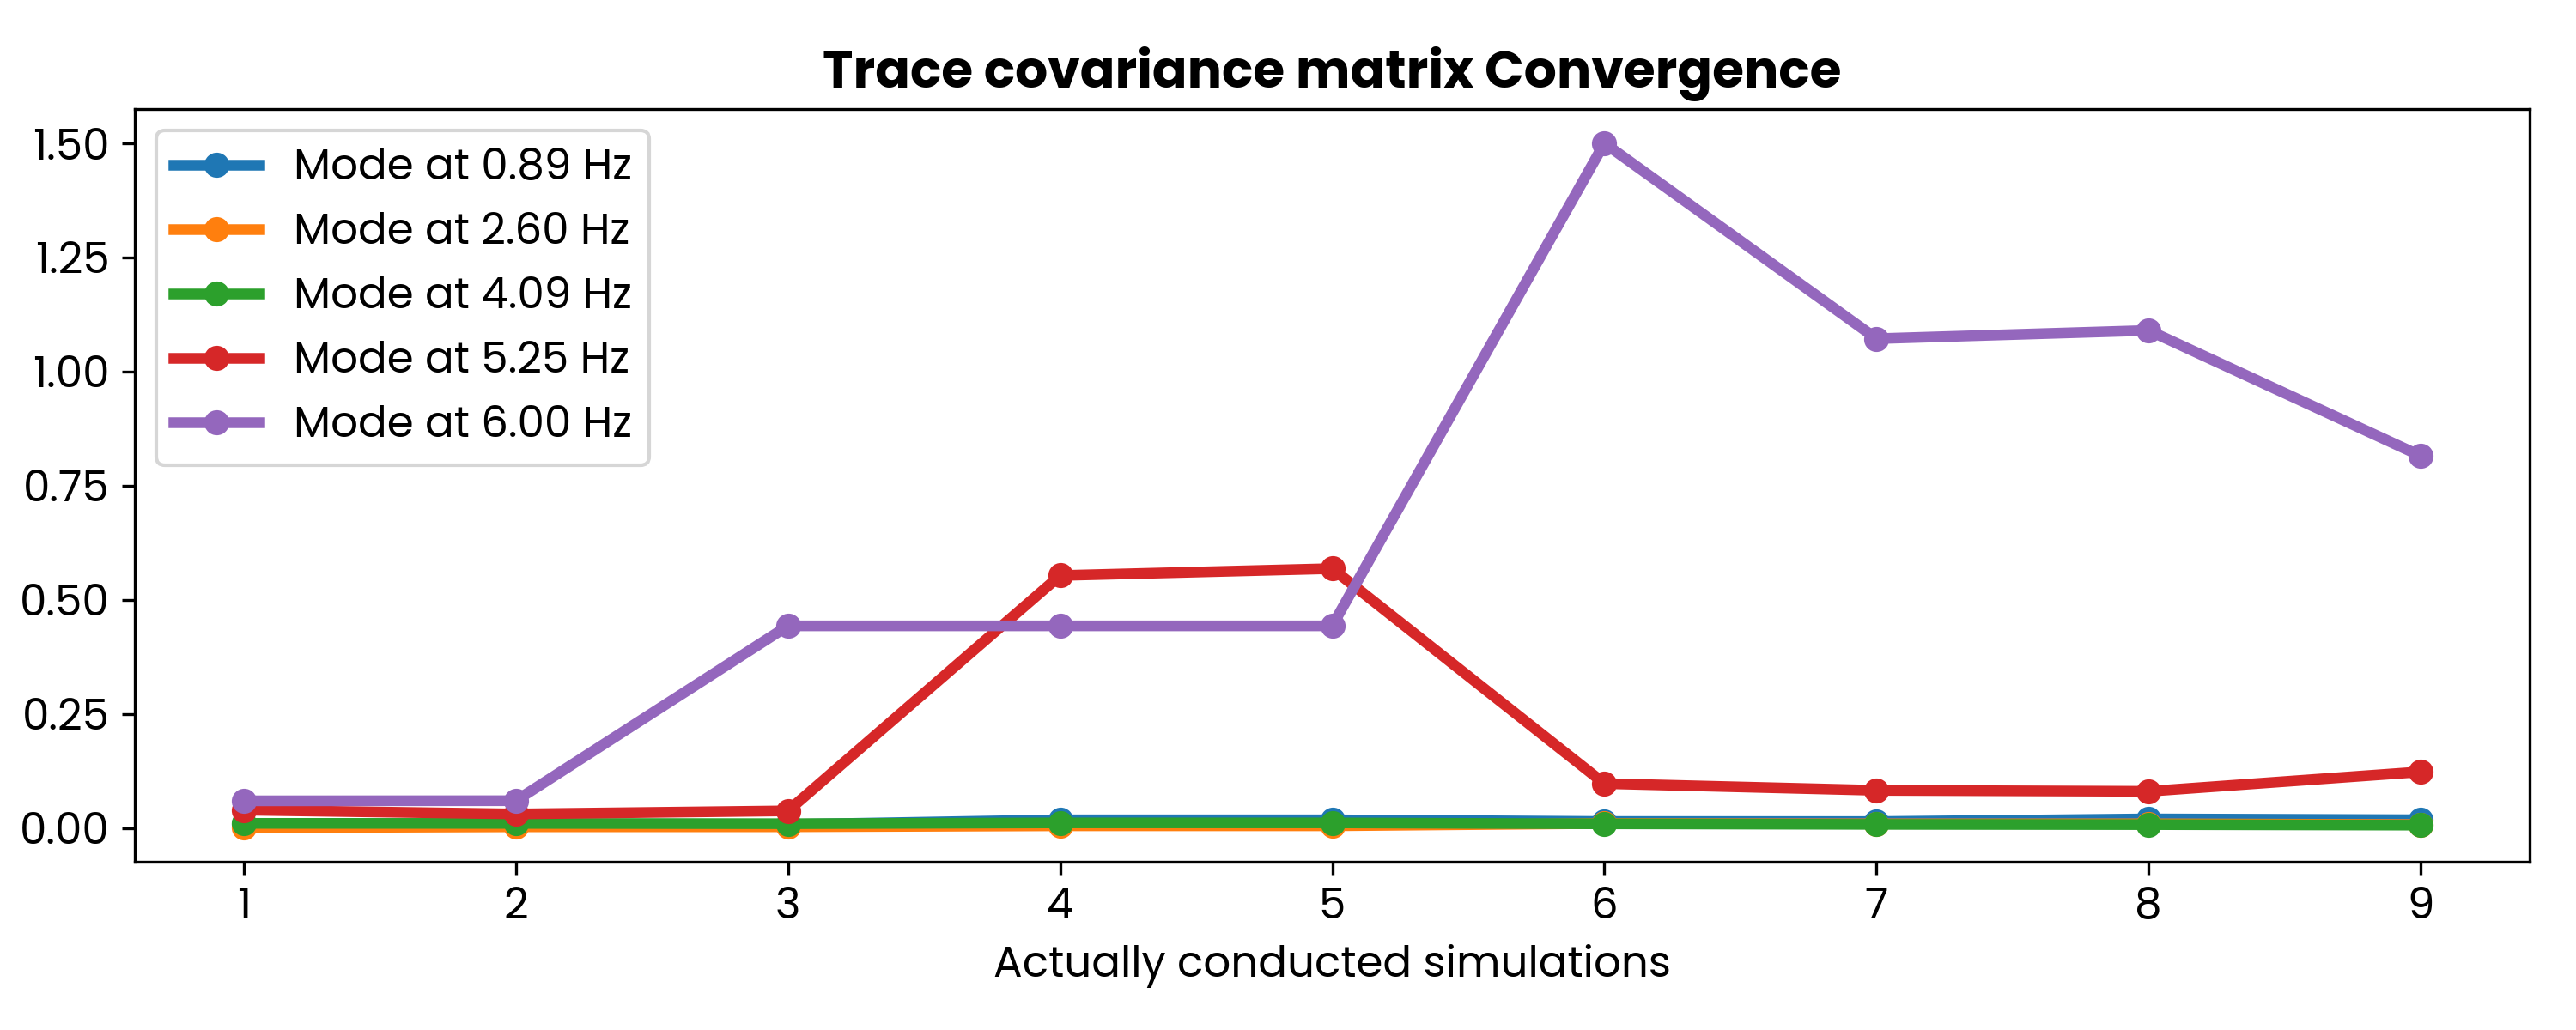 Trace covariance matrix Convergence
1.50
1.25
1.00
0.75
0.50
0.25
0.00
Mode at 0.89 Hz
Mode at 2.60 Hz
Mode at 4.09 Hz
Mode at 5.25 Hz
Mode at 6.00 Hz
1 2 3 4 5 6 7 8 9
Actually conducted simulations